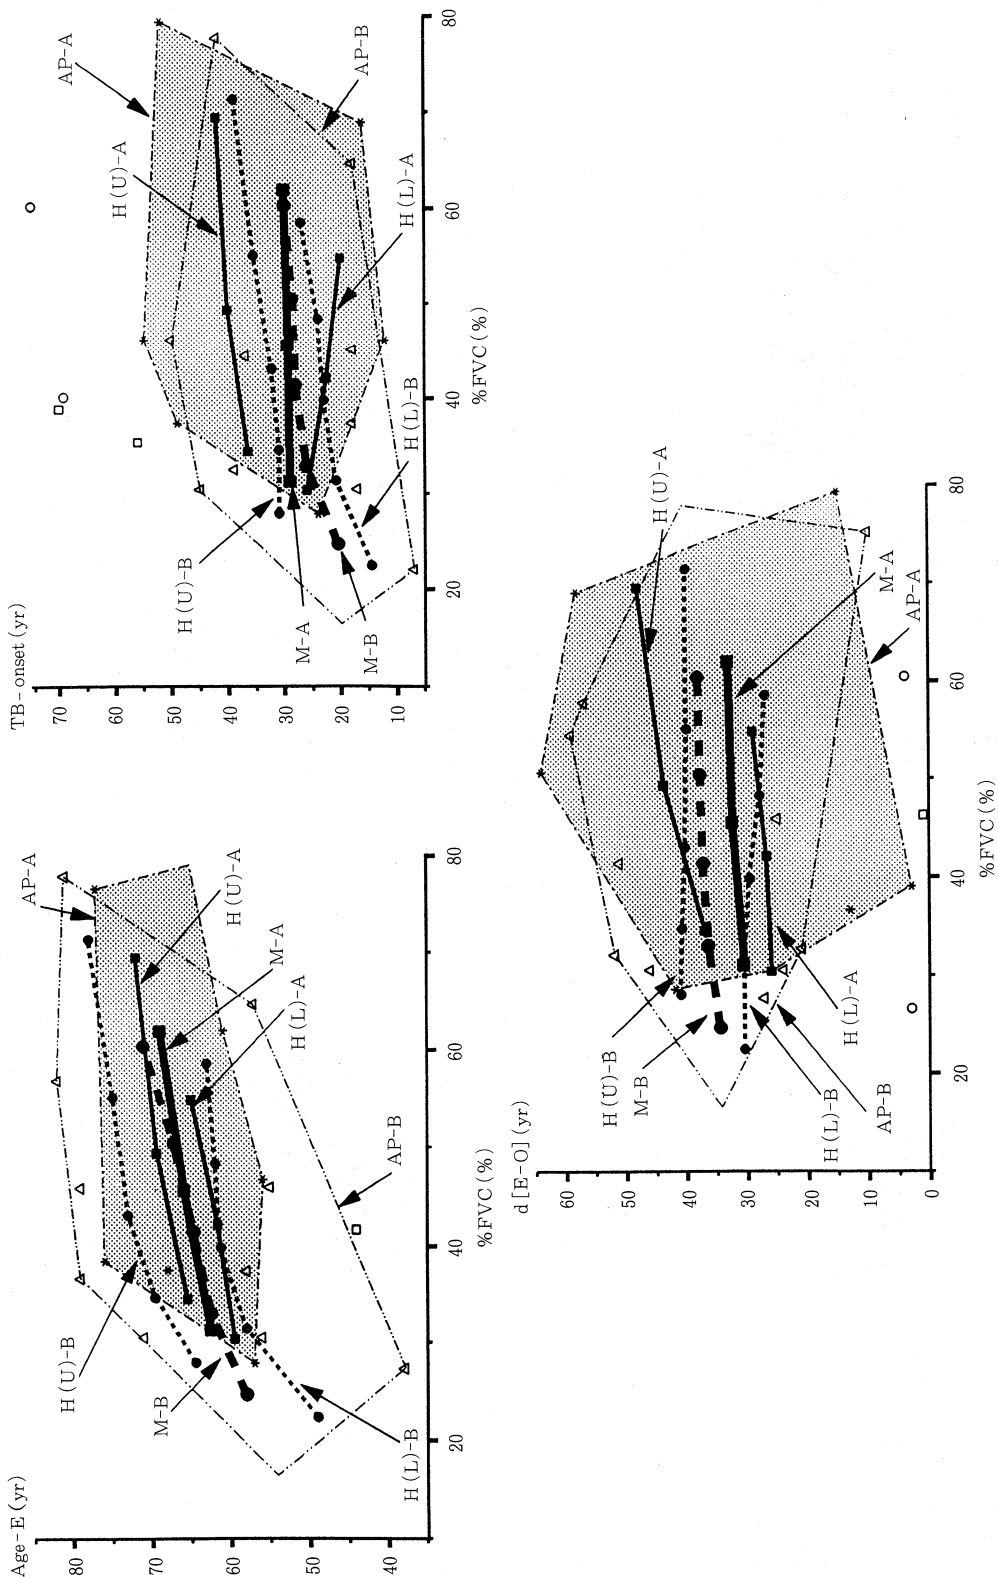 Age-E (yr)
80
70
60
50
40
20
40
60
80
%FVC (%)
AP-A
H(U)-A
M-A
H(L)-A
AP-B
H(U)-B
M-B
H(L)-B
TB-onset (yr)
70
60
50
40
30
20
10
20
40
60
80
%FVC (%)
AP-A
H(U)-A
AP-B
H(L)-A
H(L)-B
H(U)-B
M-A
M-B
d[E-O] (yr)
60
50
40
30
20
10
0
20
40
60
80
%FVC (%)
H(U)-A
M-A
AP-A
H(U)-B
M-B
H(L)-A
H(L)-B
AP-B